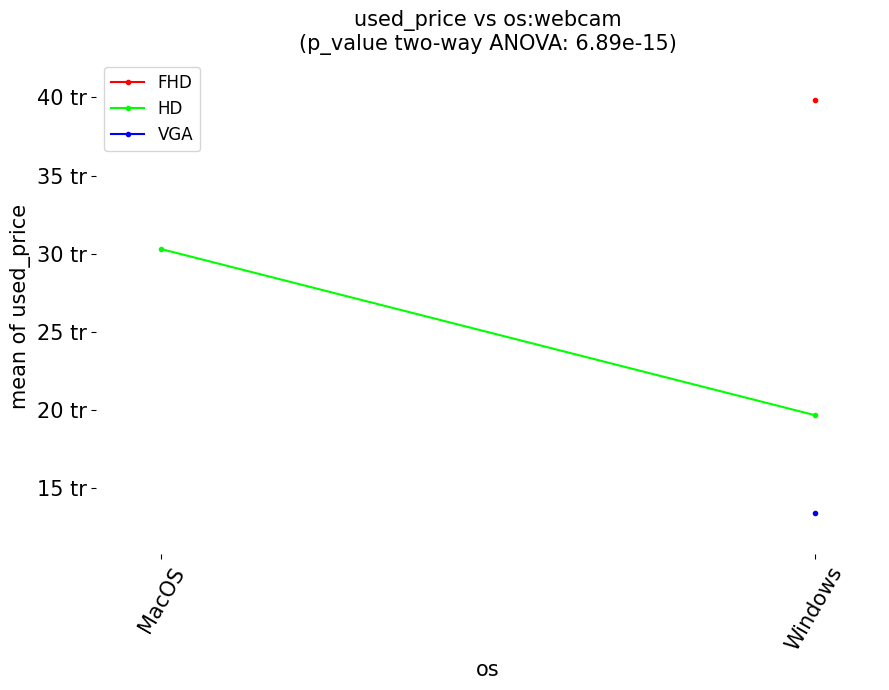 used_price vs os:webcam
(p_value two-way ANOVA: 6.89e-15)
FHD
HD
VGA
40 tr
35 tr
30 tr
25 tr
20 tr
15 tr
mean of used_price
MacOS
Windows
os